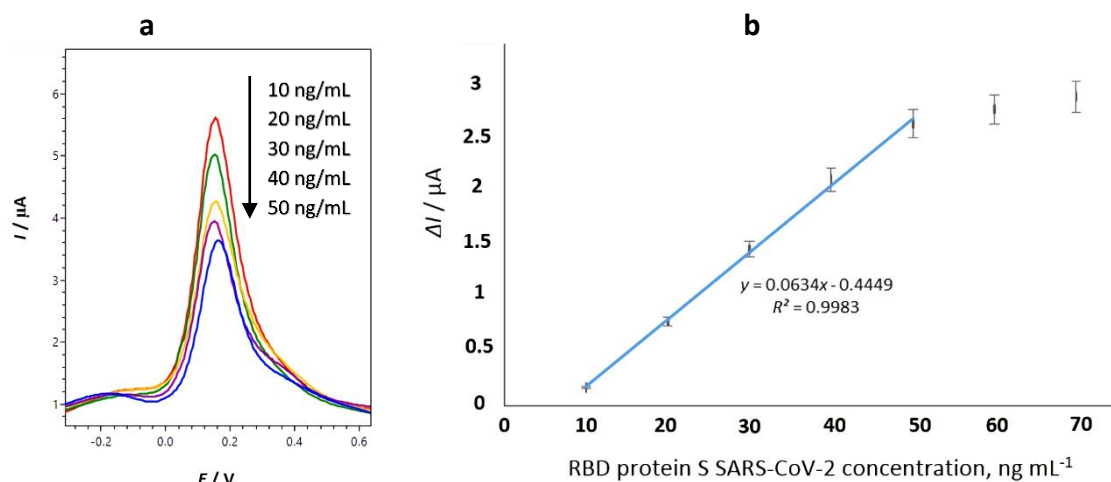 a
6
5
4
3
2
1
I / µA
10 ng/mL
20 ng/mL
30 ng/mL
40 ng/mL
50 ng/mL
-0.2 0.0 0.2 0.4 0.6
E / V
b
3
2.5
2
1.5
1
0.5
0
ΔI / µA
y = 0.0634x - 0.4449
R² = 0.9983
0 10 20 30 40 50 60 70
RBD protein S SARS-CoV-2 concentration, ng mL⁻¹